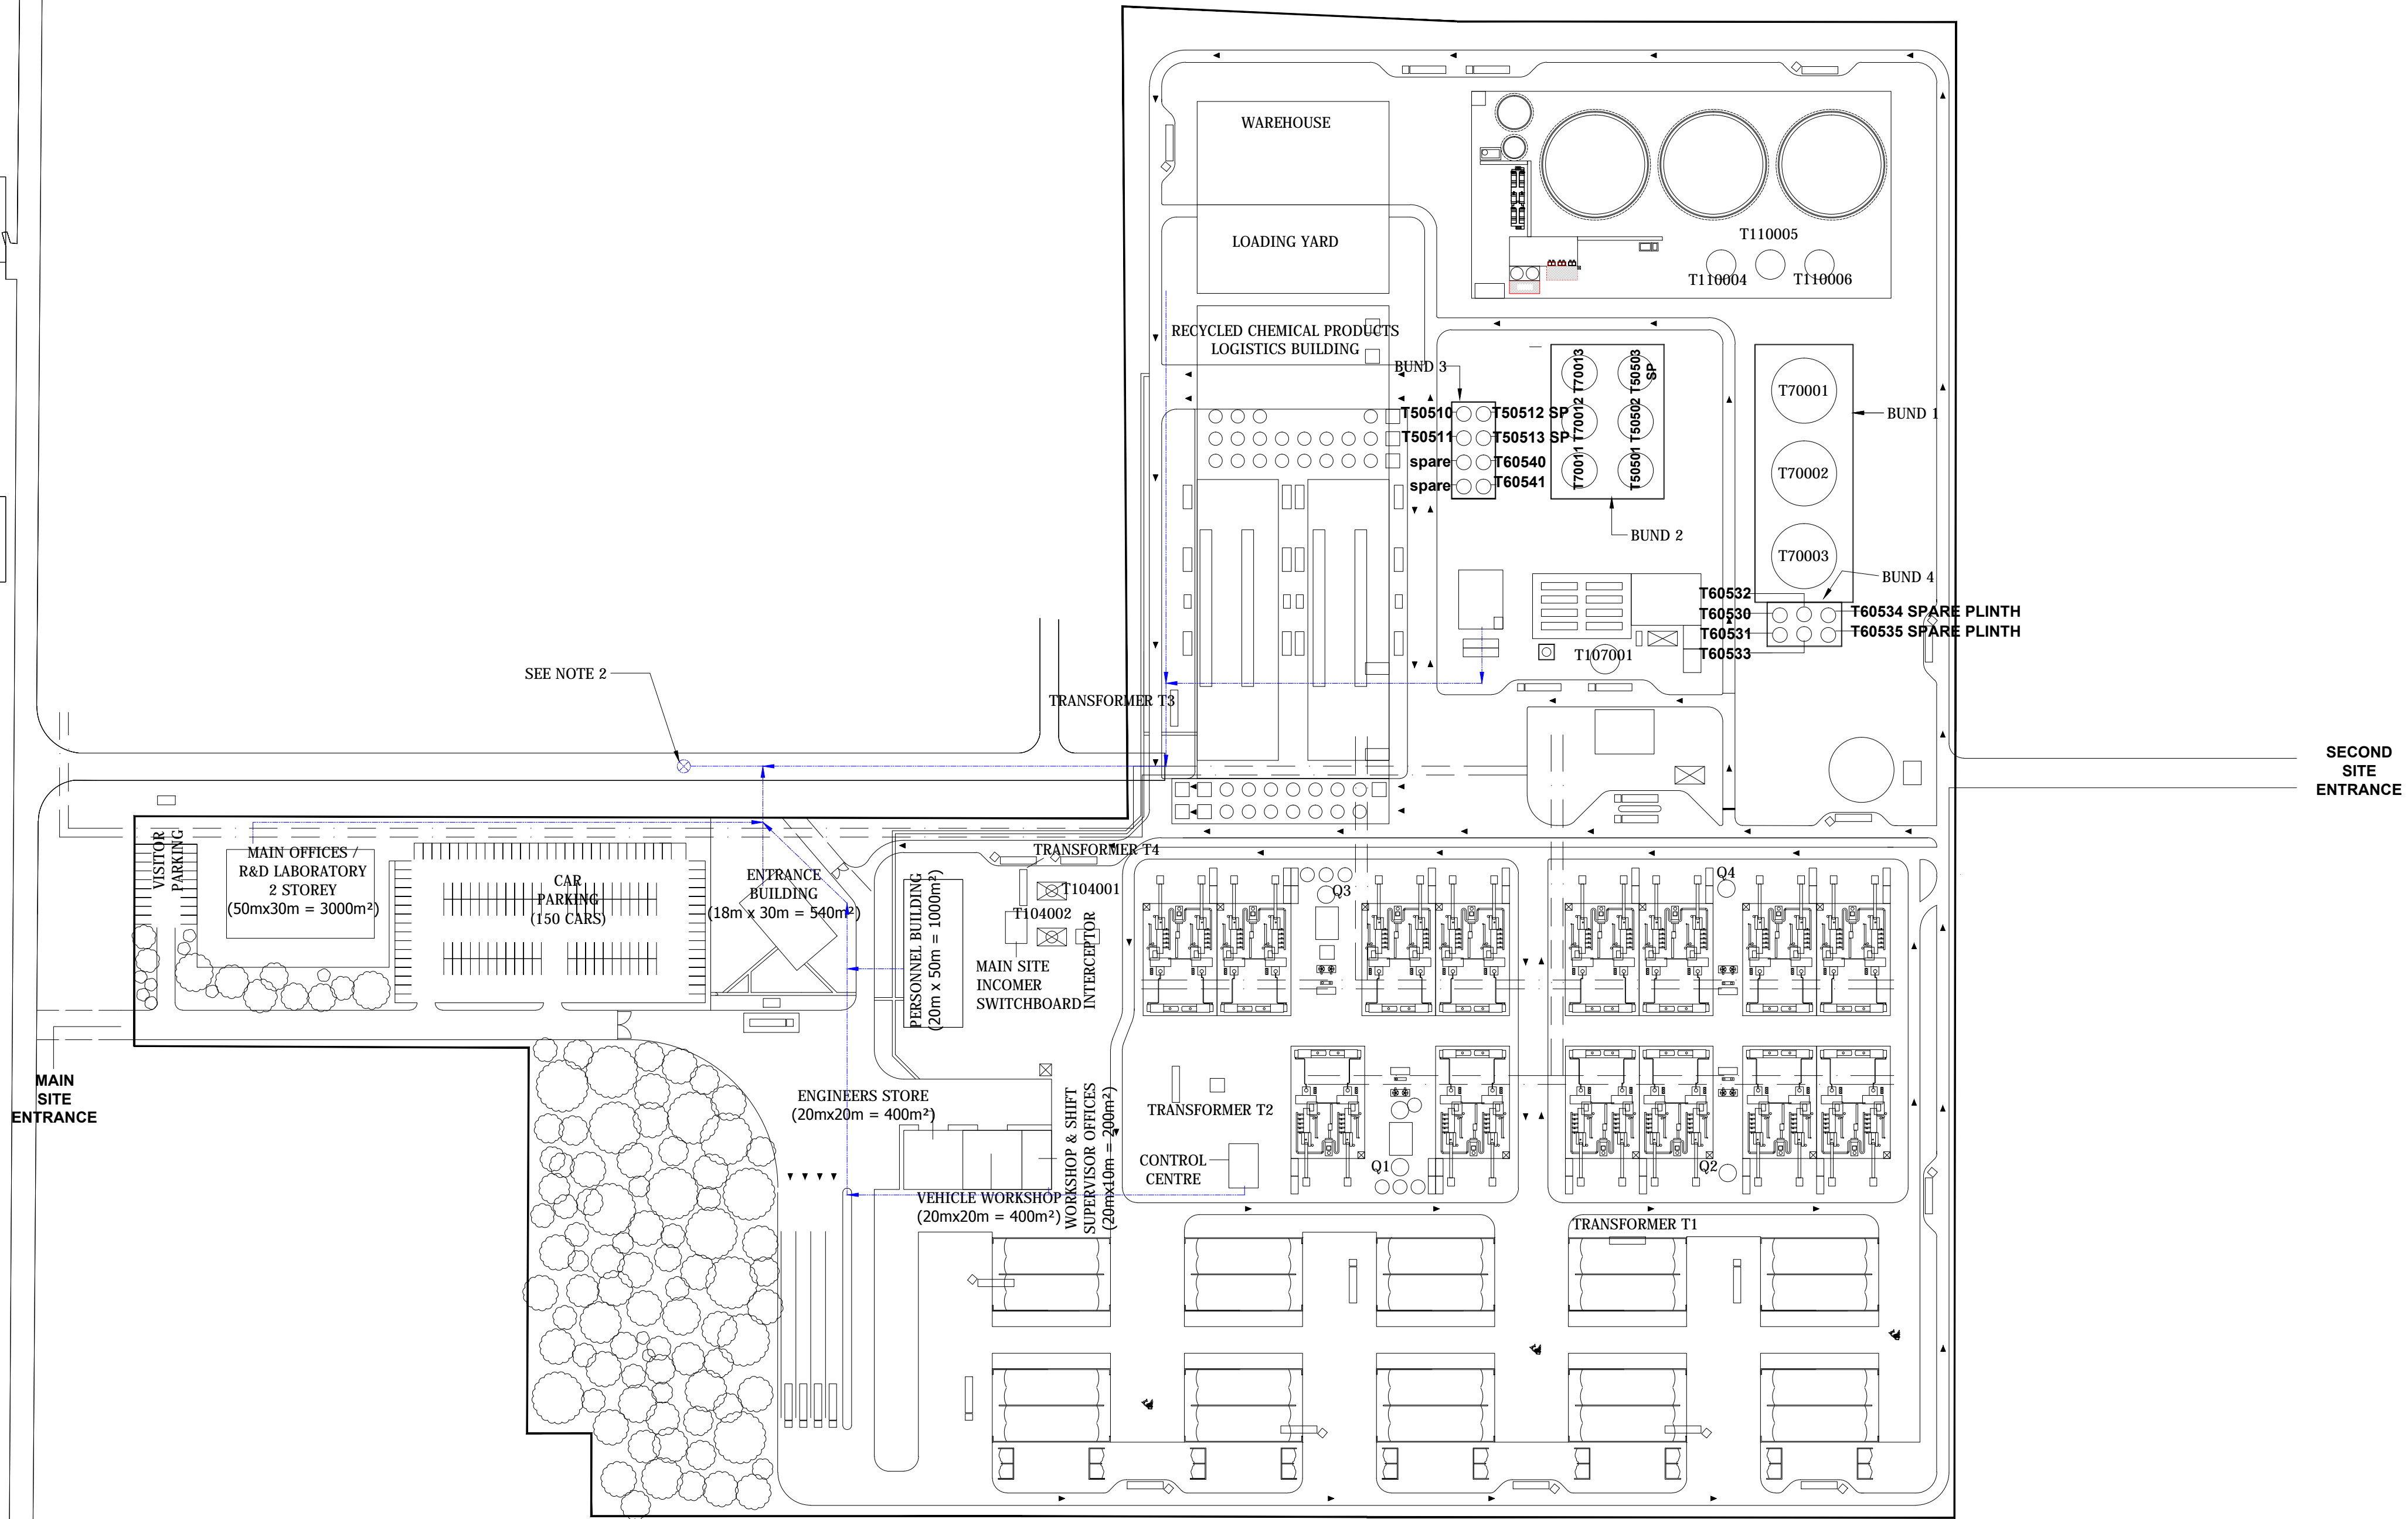 WAREHOUSE
LOADING YARD
T110005
T110004
T110006
RECYCLED CHEMICAL PRODUCTS
LOGISTICS BUILDING
BUND 3
T50510
T50511
spare
spare
T50512 SP
T50513 SP
T60540
T60541
T70013
T70012
T70011
T50503
SP
T50502
T50501
BUND 2
T70001
T70002
T70003
BUND 1
BUND 4
T60532
T60530
T60531
T60533
T60534 SPARE PLINTH
T60535 SPARE PLINTH
T107001
SEE NOTE 2
TRANSFORMER T3
SECOND
SITE
ENTRANCE
VISITOR
PARKING
MAIN OFFICES /
R&D LABORATORY
2 STOREY
(50mx30m = 3000m²)
CAR
PARKING
(150 CARS)
ENTRANCE
BUILDING
(18m x 30m = 540m²)
PERSONNEL BUILDING
(20m x 50m = 1000m²)
TRANSFORMER T4
T104001
T104002
MAIN SITE
INCOMER
SWITCHBOARD
INTERCEPTOR
Q3
Q4
MAIN
SITE
ENTRANCE
ENGINEERS STORE
(20mx20m = 400m²)
VEHICLE WORKSHOP
(20mx20m = 400m²)
WORKSHOP & SHIFT
SUPERVISOR OFFICES
(20mx10m = 200m²)
TRANSFORMER T2
CONTROL
CENTRE
Q1
Q2
TRANSFORMER T1